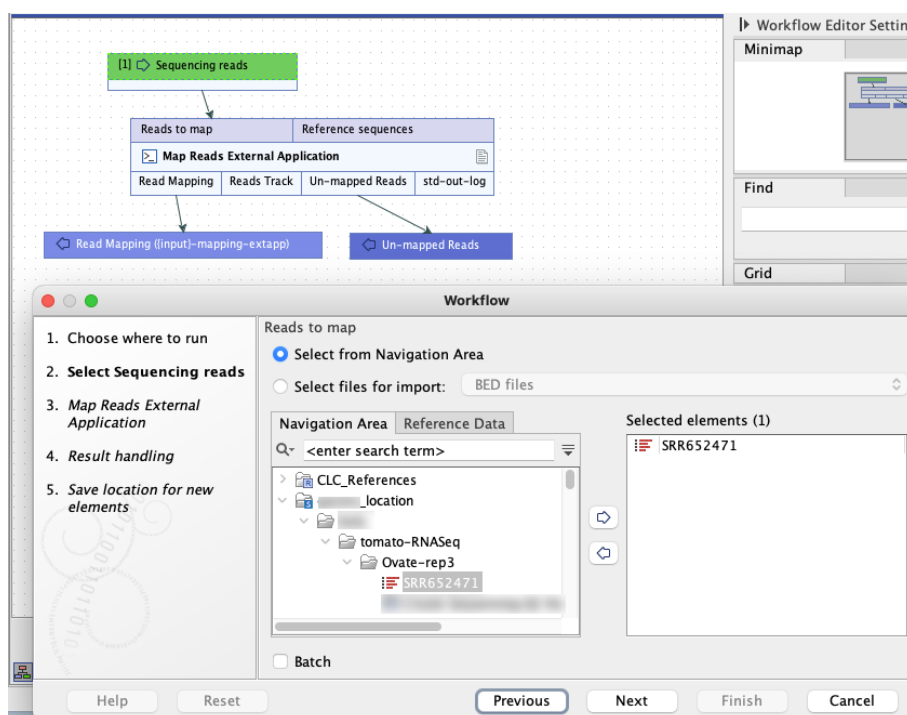 Workflow Editor Settin
Minimap
[1] Sequencing reads
Reads to map Reference sequences
Map Reads External Application
Read Mapping Reads Track Un-mapped Reads std-out-log
Find
Read Mapping ({input}-mapping-extapp) Un-mapped Reads
Grid
Workflow
1. Choose where to run
2. Select Sequencing reads
3. Map Reads External
Application
4. Result handling
5. Save location for new
elements
Reads to map
Select from Navigation Area
Select files for import: BED files
Navigation Area Reference Data
<enter search term>
CLC_References
_location
tomato-RNASeq
Ovate-rep3
SRR652471
Batch
Selected elements (1)
SRR652471
Help Reset Previous Next Finish Cancel